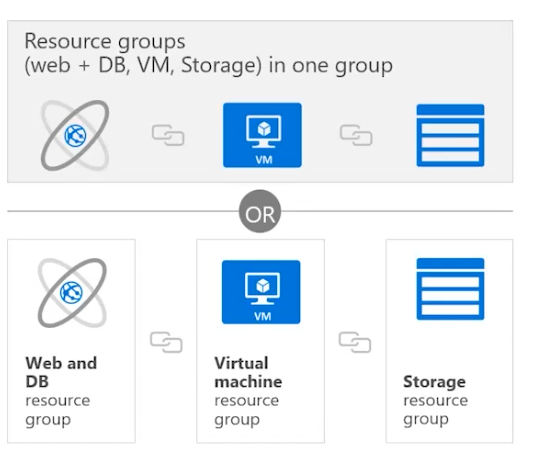 Resource groups
(web + DB, VM, Storage) in one group
VM
OR
VM
Web and
DB
resource
group
Virtual
machine
resource
group
Storage
resource
group